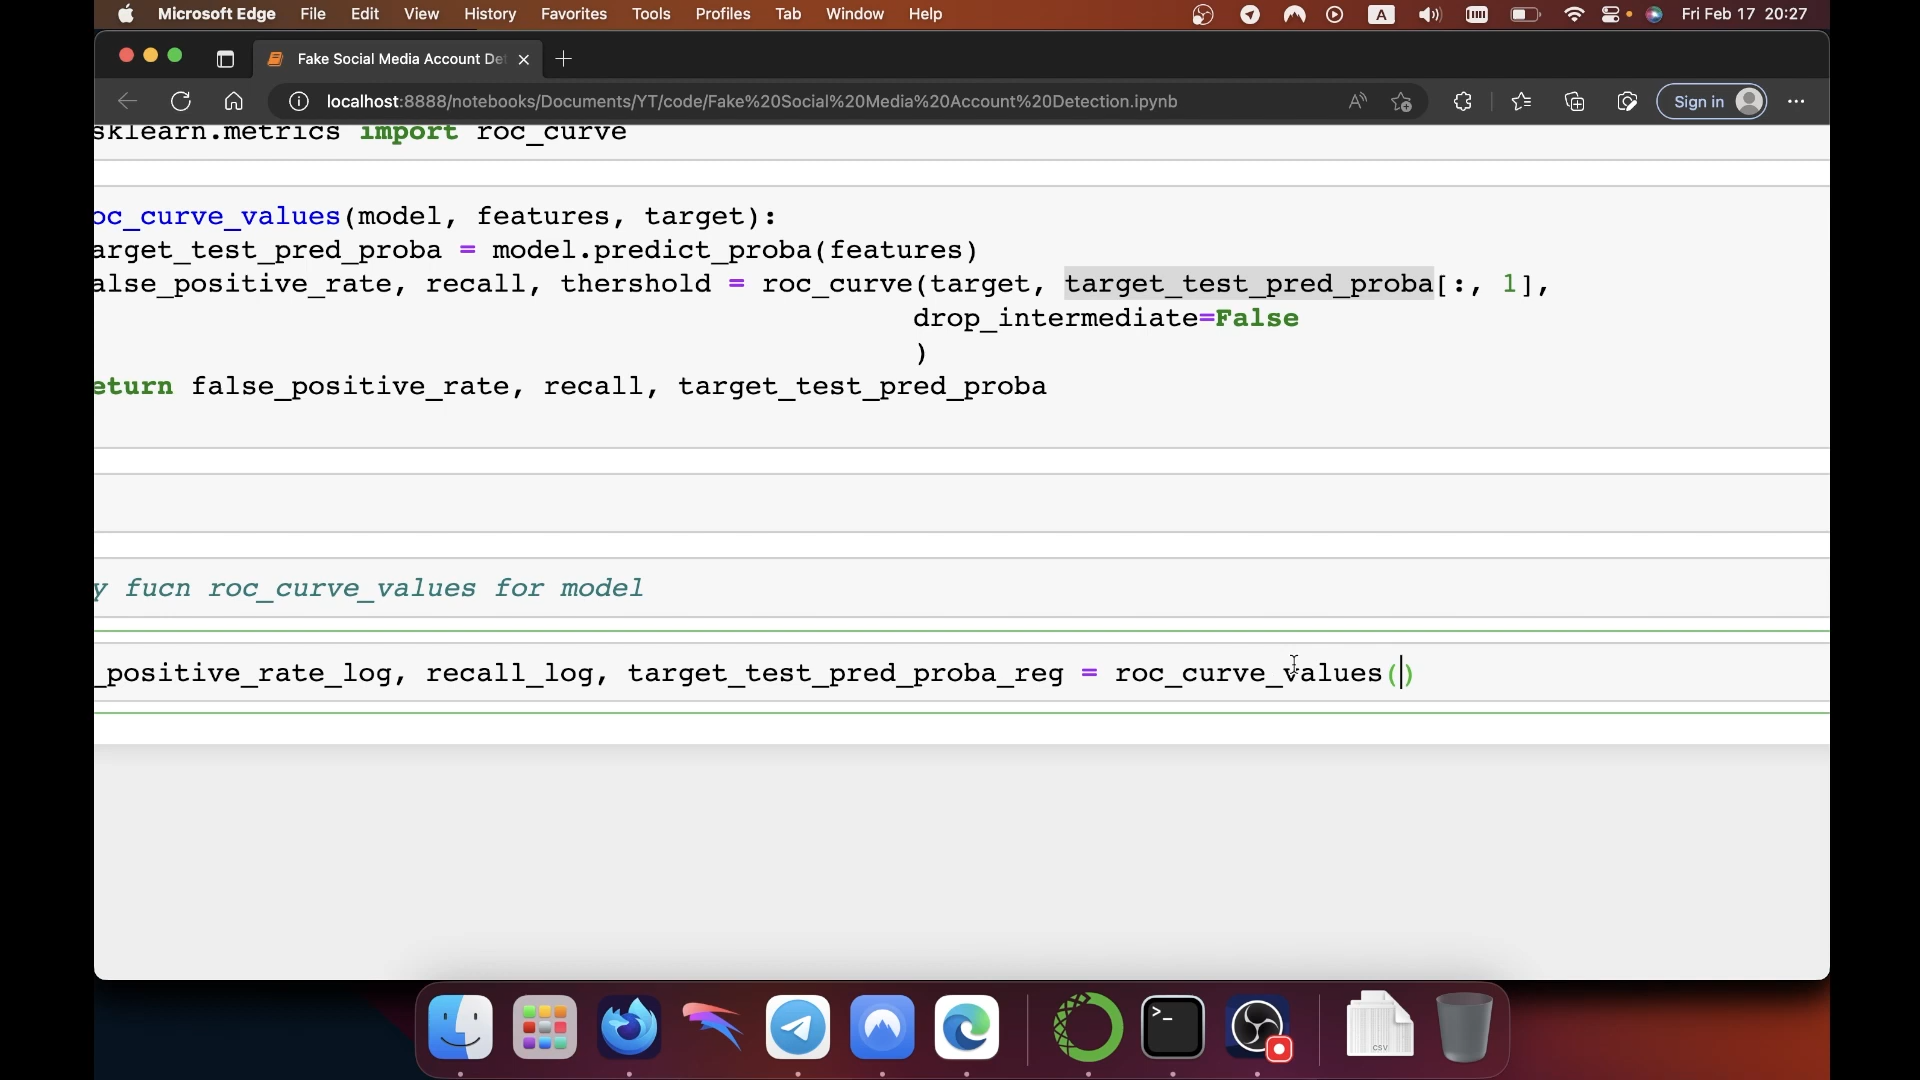 Microsoft Edge File Edit View History Favorites Tools Profiles Tab Window Help A Fri Feb 17 20:27
Fake Social Media Account De
localhost:8888/notebooks/Documents/YT/code/Fake%20Social%20Media%20Account%20Detection.ipynb Sign in
sklearn.metrics import roc_curve
oc_curve_values(model, features, target):
arget_test_pred_proba = model.predict_proba(features)
alse_positive_rate, recall, thershold = roc_curve(target, target_test_pred_proba[:, 1],
drop_intermediate=False
)
eturn false_positive_rate, recall, target_test_pred_proba
y fucn roc_curve_values for model
_positive_rate_log, recall_log, target_test_pred_proba_reg = roc_curve_values()
>_
CSV